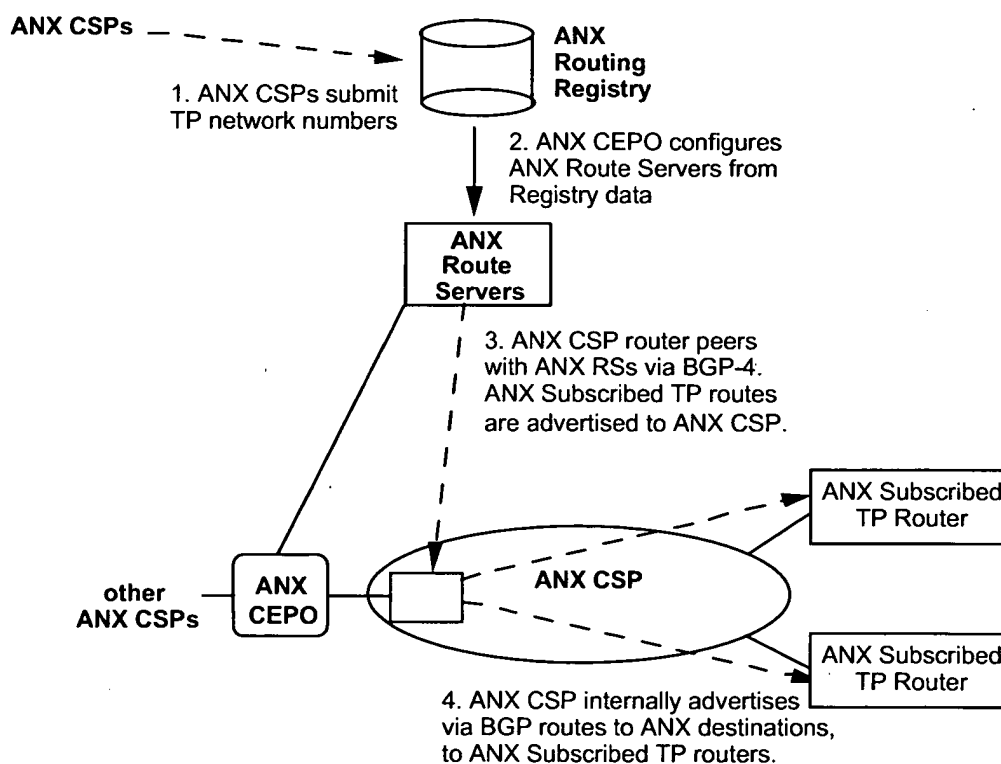 ANX CSPs
ANX
Routing
Registry
1. ANX CSPs submit
TP network numbers
2. ANX CEPO configures
ANX Route Servers from
Registry data
ANX
Route
Servers
3. ANX CSP router peers
with ANX RSs via BGP-4.
ANX Subscribed TP routes
are advertised to ANX CSP.
ANX Subscribed
TP Router
other
ANX CSPs
ANX
CEPO
ANX CSP
ANX Subscribed
TP Router
4. ANX CSP internally advertises
via BGP routes to ANX destinations,
to ANX Subscribed TP routers.